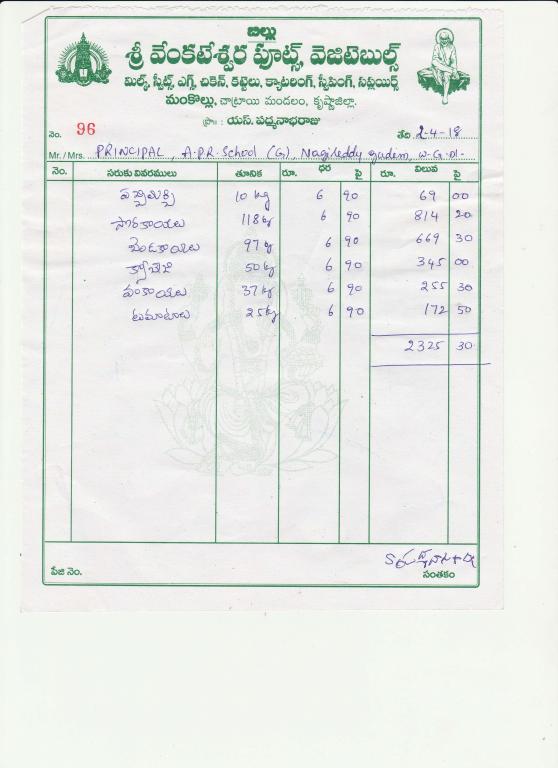 బిల్లు
శ్రీ వేంకటేశ్వర ఫ్రూట్స్, వెజిటెబుల్స్
మిల్క్, స్వీట్స్, ఎగ్స్, చికెన్, కట్టెలు, క్యాటరింగ్, స్వీపింగ్, సప్లయిర్స్
మంకొల్లు, చాట్రాయి మండలం, కృష్ణాజిల్లా.
ప్రొ॥ : యస్. పద్మనాభరాజు
నెం. 96 తేది 2-4-18
Mr. / Mrs. PRINCIPAL, A.P.R. School (G), Nagireddy gudem, W-G-Dt-
నెం. సరుకు వివరములు తూనిక రూ. ధర పై రూ. విలువ పై
10 kg 6 90 69 00
సొరకాయలు 118 kg 6 90 814 20
బెండకాయలు 97 kg 6 90 669 30
క్యాబేజి 50 kg 6 90 345 00
వంకాయలు 37 kg 6 90 255 30
టమాటాలు 25 kg 6 90 172 50
2325 30
పేజి నెం. సంతకం